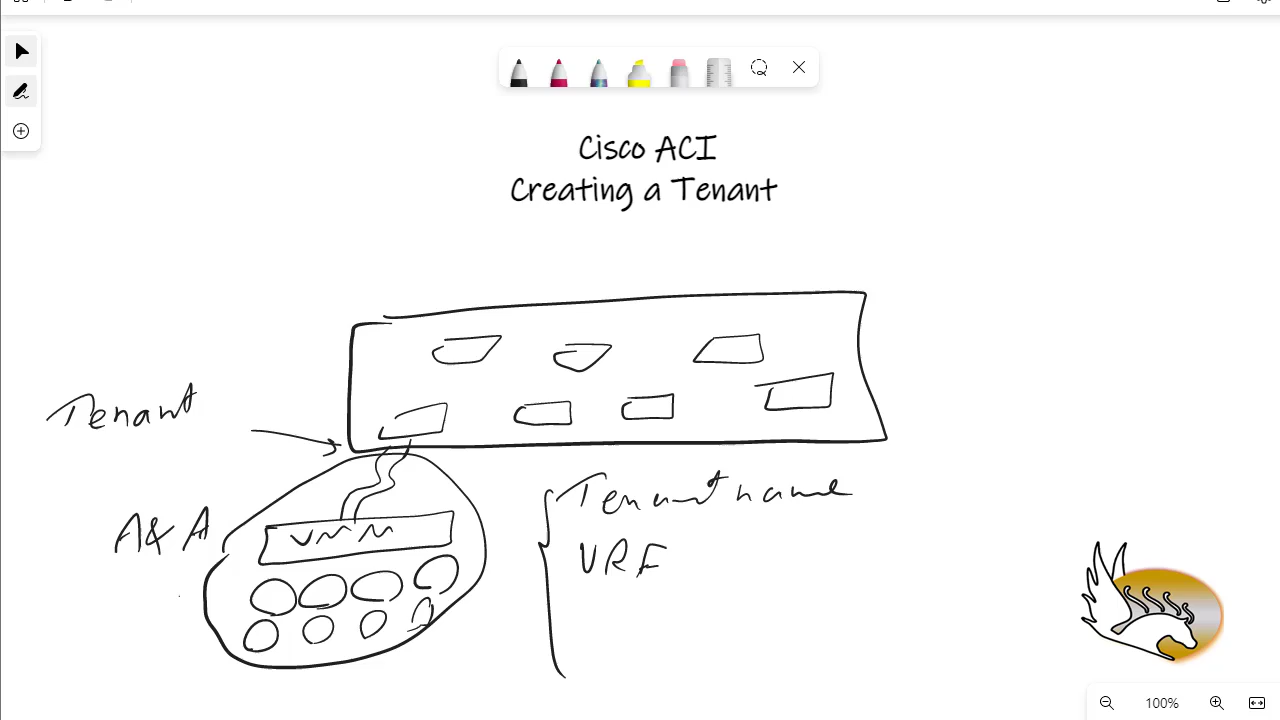 Cisco ACI
Creating a Tenant
Tenant
A&A
VMM
Tenant name
VRF
100%